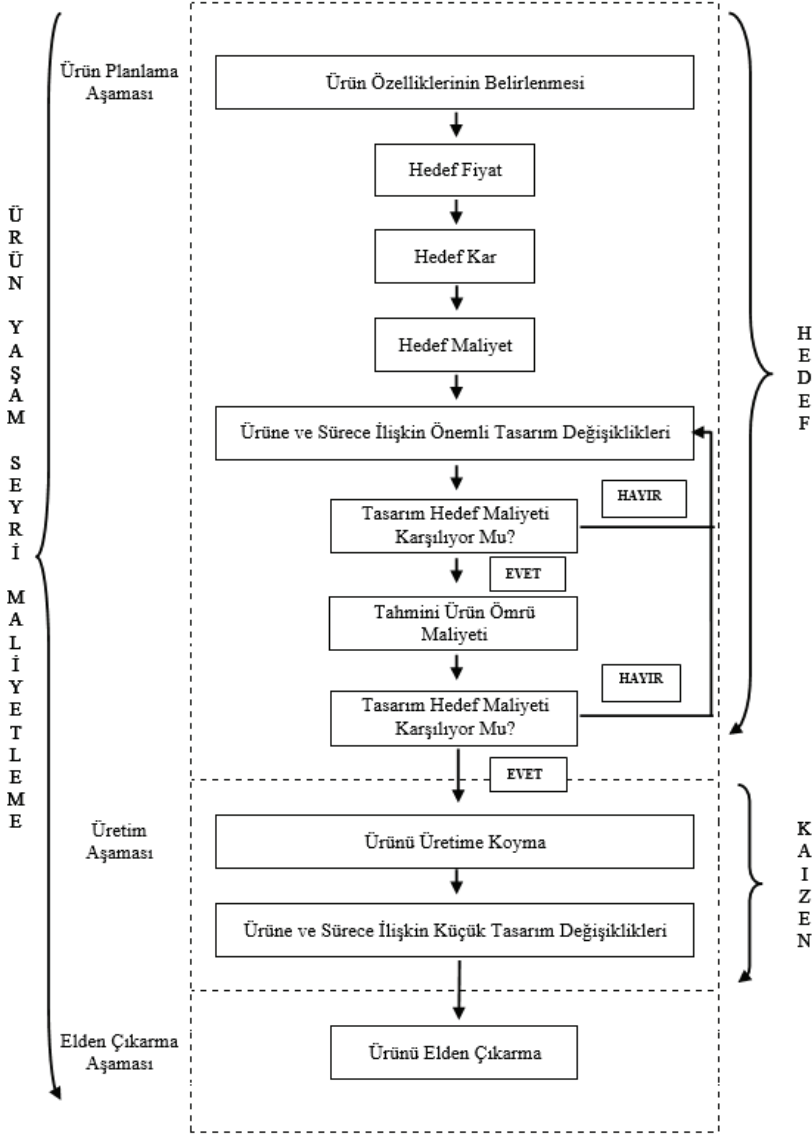 Ürün Planlama
Aşaması
Ürün Özelliklerinin Belirlenmesi
Hedef Fiyat
Hedef Kar
Hedef Maliyet
Ürüne ve Sürece İlişkin Önemli Tasarım Değişiklikleri
Tasarım Hedef Maliyeti
Karşılıyor Mu?
HAYIR
EVET
Tahmini Ürün Ömrü
Maliyeti
Tasarım Hedef Maliyeti
Karşılıyor Mu?
HAYIR
EVET
Üretim
Aşaması
Ürünü Üretime Koyma
Ürüne ve Sürece İlişkin Küçük Tasarım Değişiklikleri
Elden Çıkarma
Aşaması
Ürünü Elden Çıkarma
ÜRÜN YAŞAM SEYRİ MALİYETLEME
HEDEF
KAIZEN